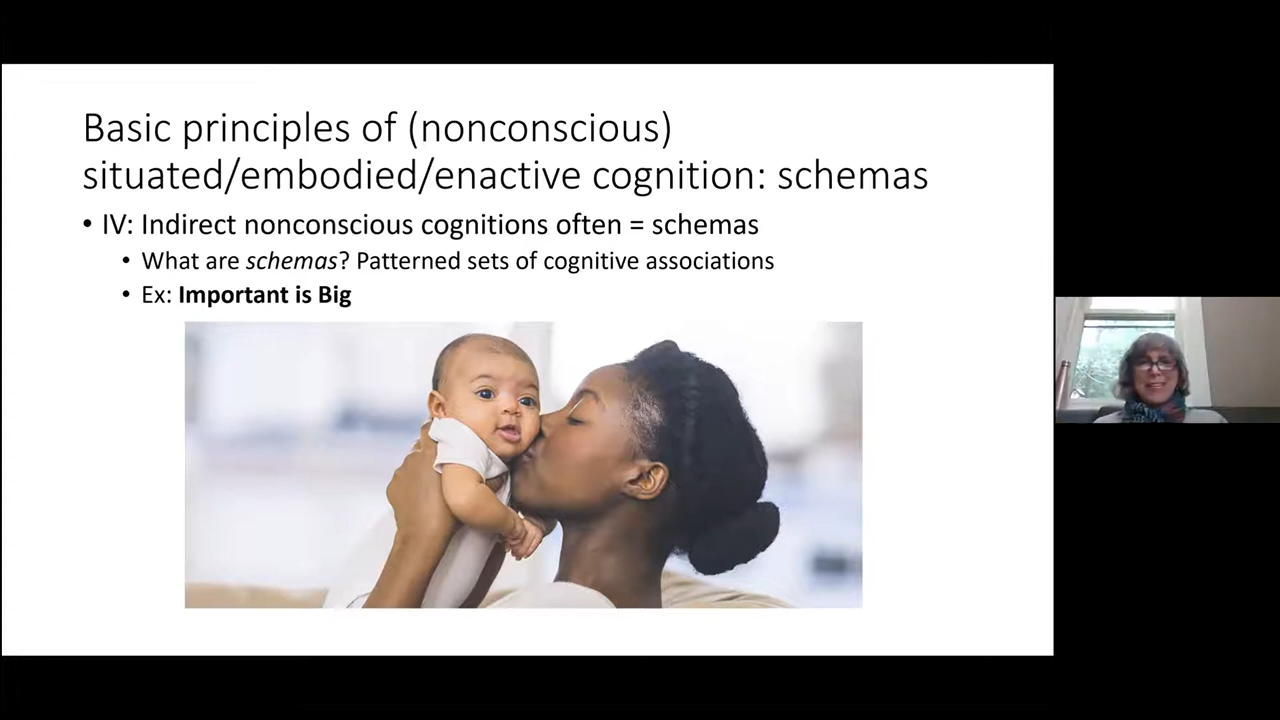 Basic principles of (nonconscious)
situated/embodied/enactive cognition: schemas
• IV: Indirect nonconscious cognitions often = schemas
• What are schemas? Patterned sets of cognitive associations
• Ex: Important is Big